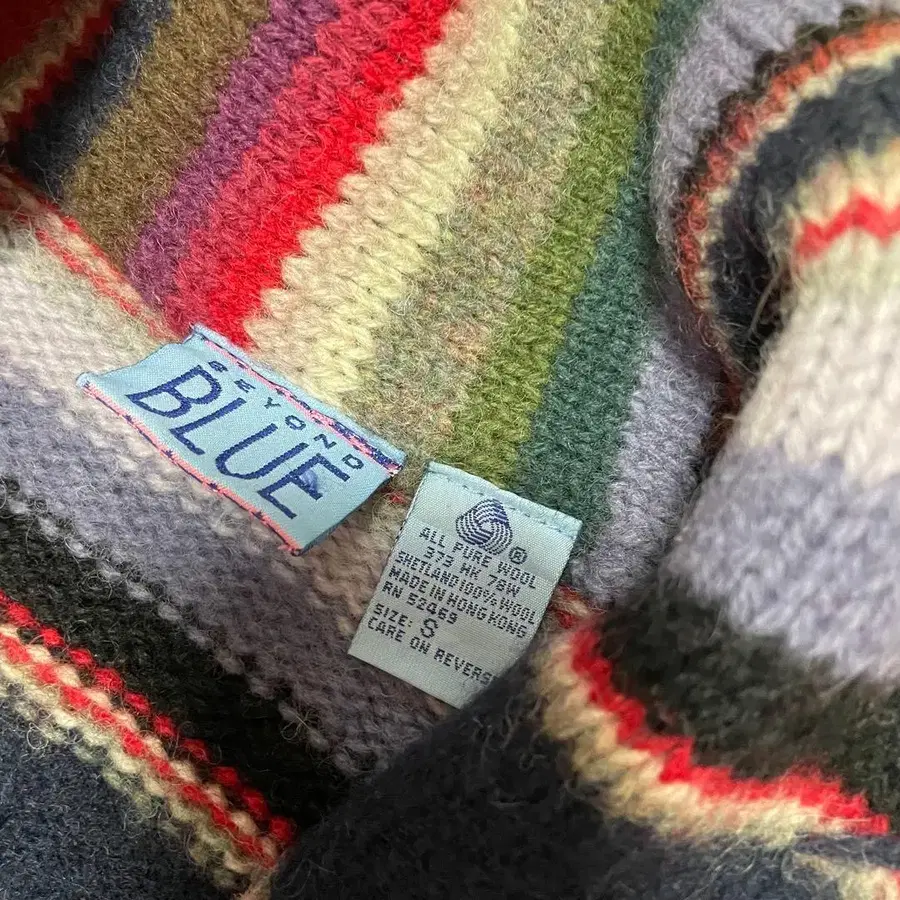 BEYOND
BLUE
®
ALL PURE WOOL
373 HK 78W
SHETLAND 100% WOOL
MADE IN HONG KONG
RN 52469
SIZE: S
CARE ON REVERS